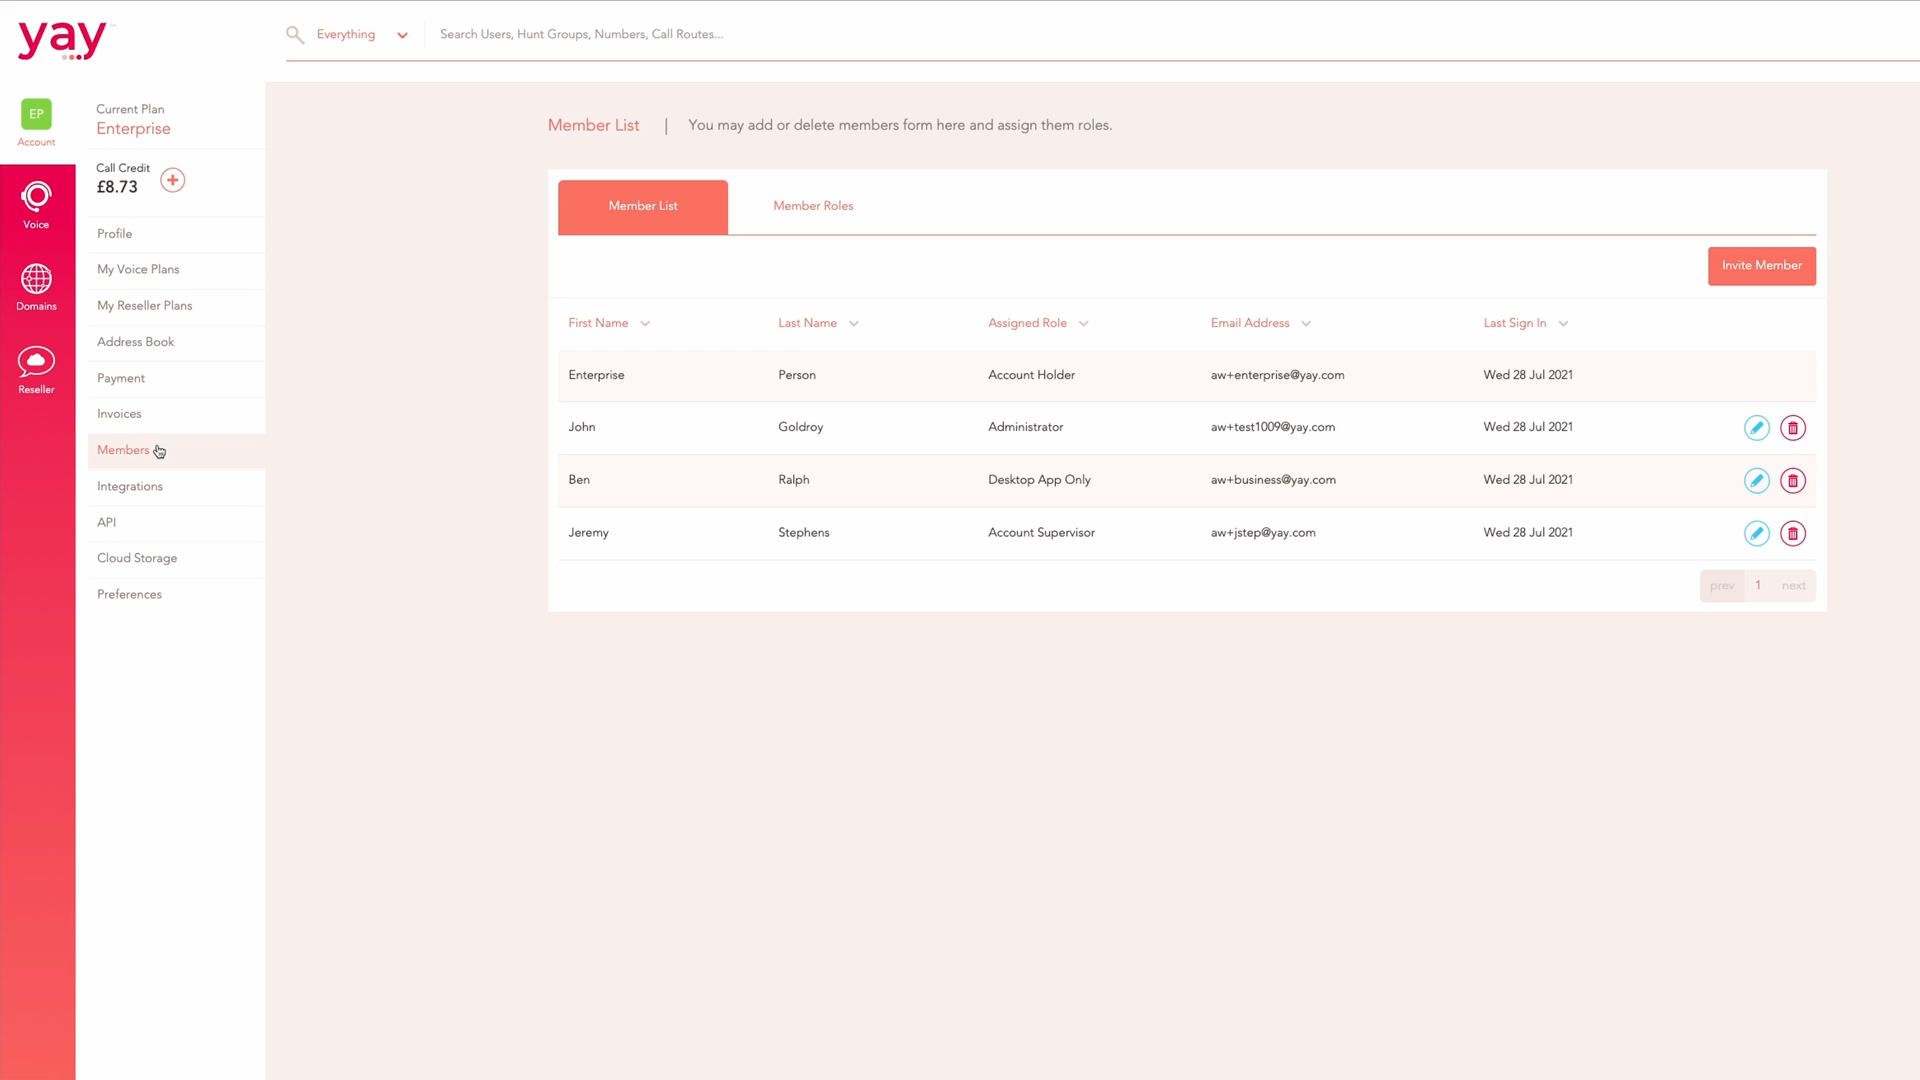 yay
Everything
Search Users, Hunt Groups, Numbers, Call Routes...
EP
Account
Voice
Domains
Reseller
Current Plan
Enterprise
Call Credit
£8.73
Profile
My Voice Plans
My Reseller Plans
Address Book
Payment
Invoices
Members
Integrations
API
Cloud Storage
Preferences
Member List | You may add or delete members form here and assign them roles.
Member List Member Roles
Invite Member
First Name Last Name Assigned Role Email Address Last Sign In
Enterprise Person Account Holder aw+enterprise@yay.com Wed 28 Jul 2021
John Goldroy Administrator aw+test1009@yay.com Wed 28 Jul 2021
Ben Ralph Desktop App Only aw+business@yay.com Wed 28 Jul 2021
Jeremy Stephens Account Supervisor aw+jstep@yay.com Wed 28 Jul 2021
prev 1 next